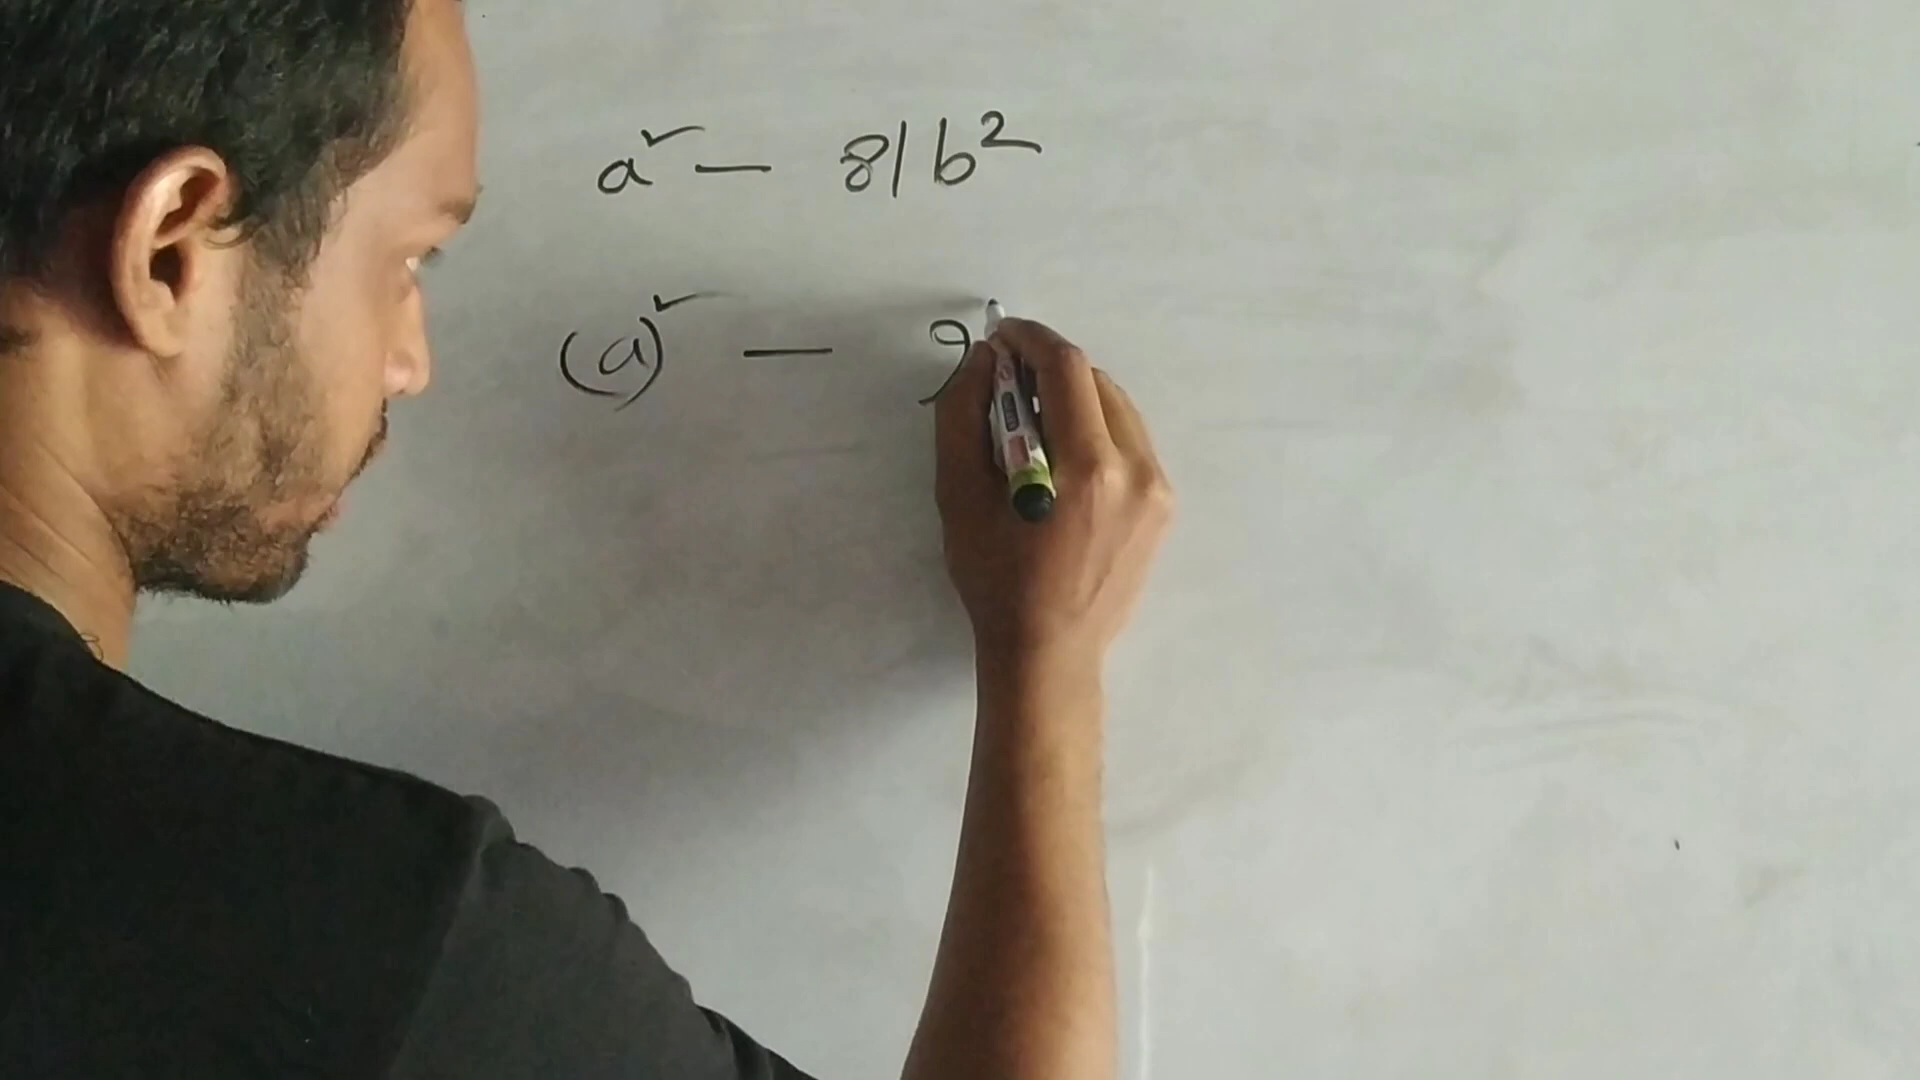 a² - 81b²
(a)² - 9